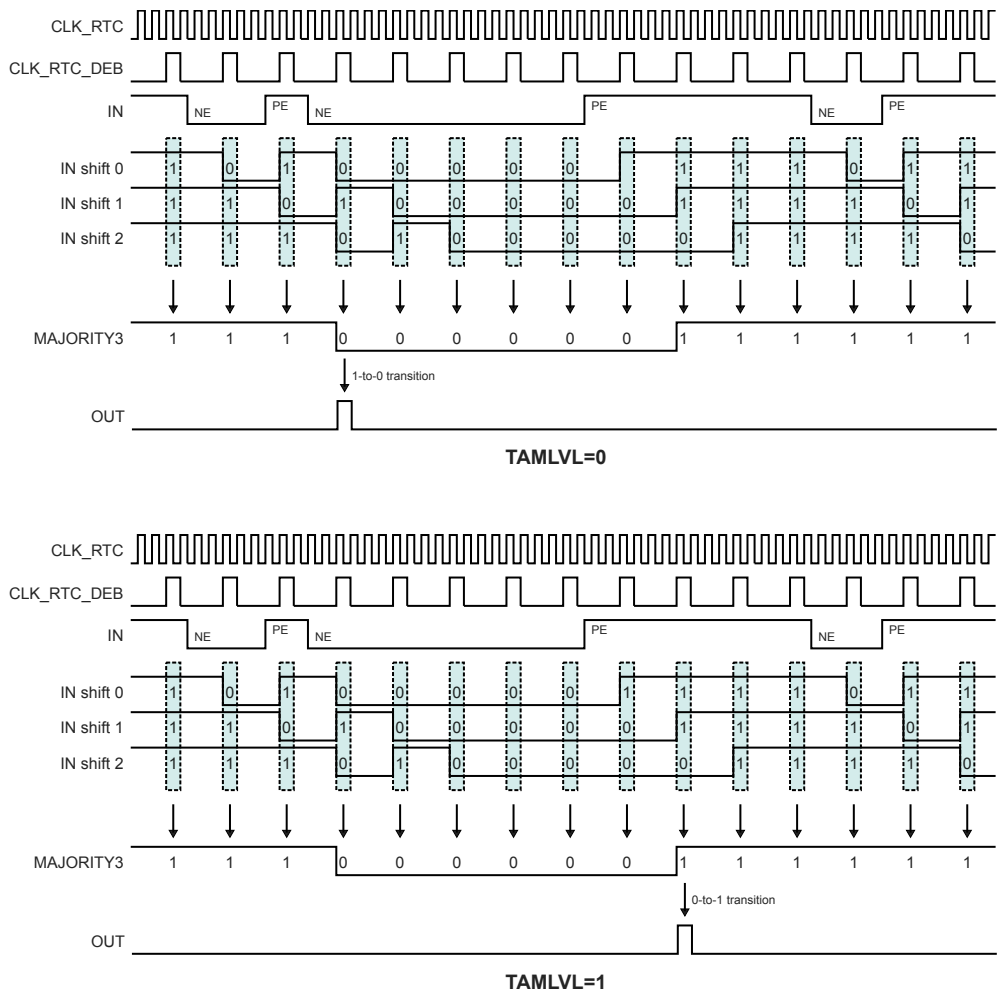 CLK_RTC
CLK_RTC_DEB
IN NE PE NE PE NE PE
IN shift 0 1 0 1 0 0 0 0 0 1 1 1 0 1 1
IN shift 1 1 1 0 1 0 0 0 0 0 1 1 1 1 0 1
IN shift 2 1 1 1 0 1 0 0 0 0 0 1 1 1 1 0
MAJORITY3 1 1 1 0 0 0 0 0 0 1 1 1 1 1 1
1-to-0 transition
OUT
TAMLVL=0
CLK_RTC
CLK_RTC_DEB
IN NE PE NE PE NE PE
IN shift 0 1 0 1 0 0 0 0 0 1 1 1 1 0 1 1
IN shift 1 1 1 0 1 0 0 0 0 0 1 1 1 1 0 1
IN shift 2 1 1 1 0 1 0 0 0 0 0 1 1 1 1 0
MAJORITY3 1 1 1 0 0 0 0 0 0 1 1 1 1 1 1
0-to-1 transition
OUT
TAMLVL=1